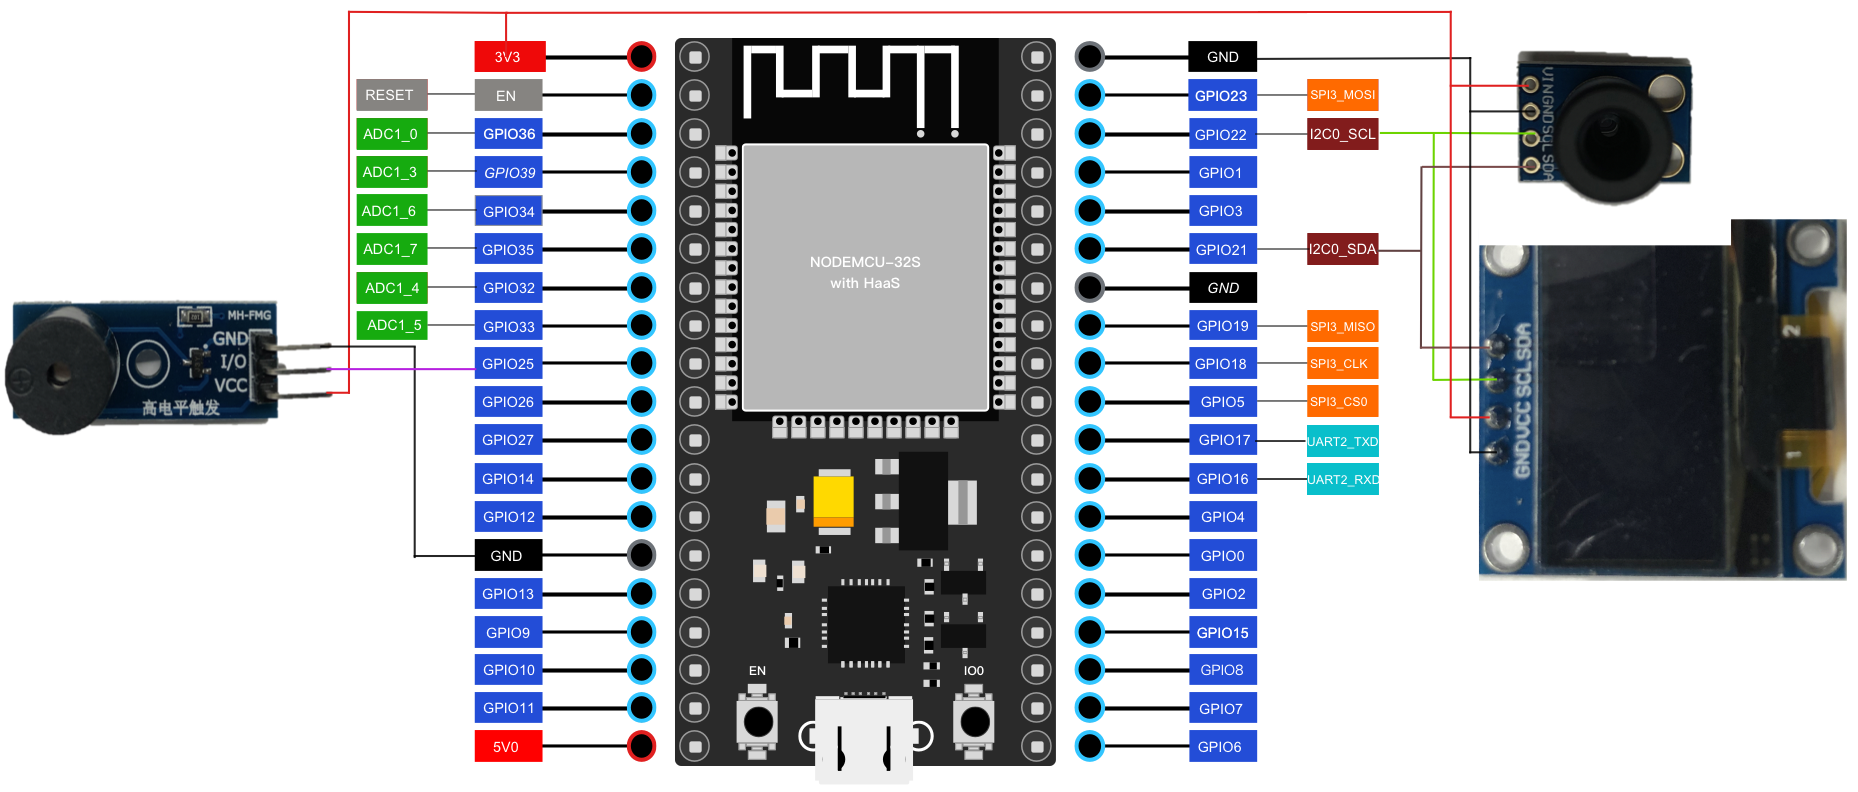 3V3
RESET EN
ADC1_0 GPIO36
ADC1_3 GPIO39
ADC1_6 GPIO34
ADC1_7 GPIO35
ADC1_4 GPIO32
ADC1_5 GPIO33
GPIO25
GPIO26
GPIO27
GPIO14
GPIO12
GND
GPIO13
GPIO9
GPIO10
GPIO11
5V0
MH-FMG
GND
I/O
VCC
高电平触发
NODEMCU-32S
with HaaS
EN
IO0
GND
GPIO23 SPI3_MOSI
GPIO22 I2C0_SCL
GPIO1
GPIO3
GPIO21 I2C0_SDA
GND
GPIO19 SPI3_MISO
GPIO18 SPI3_CLK
GPIO5 SPI3_CS0
GPIO17 UART2_TXD
GPIO16 UART2_RXD
GPIO4
GPIO0
GPIO2
GPIO15
GPIO8
GPIO7
GPIO6
VIN GND SCL SDA
GND VCC SCL SDA
2
1